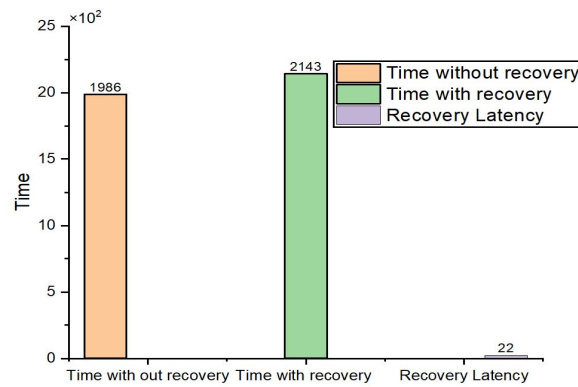 ×10²
25
20
15
10
5
0
Time
1986
2143
22
Time without recovery
Time with recovery
Recovery Latency
Time with out recovery
Time with recovery
Recovery Latency